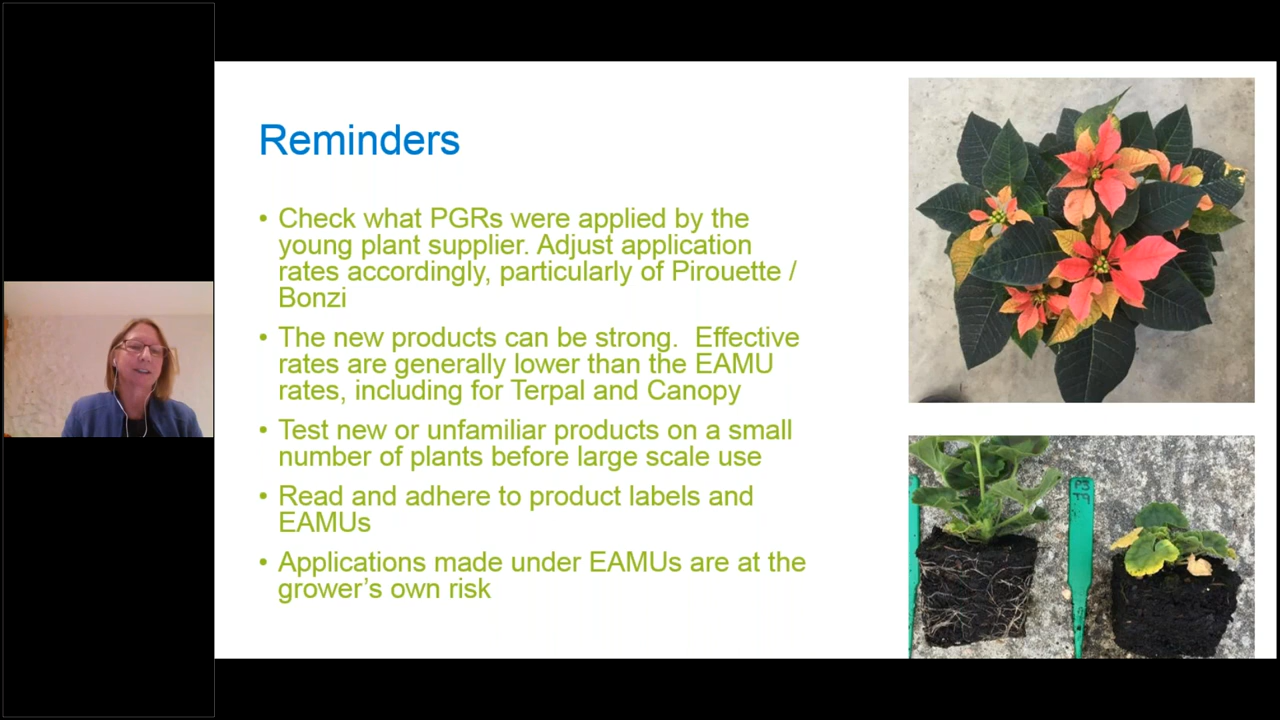 Reminders
• Check what PGRs were applied by the
young plant supplier. Adjust application
rates accordingly, particularly of Pirouette /
Bonzi
• The new products can be strong.  Effective
rates are generally lower than the EAMU
rates, including for Terpal and Canopy
• Test new or unfamiliar products on a small
number of plants before large scale use
• Read and adhere to product labels and
EAMUs
• Applications made under EAMUs are at the
grower’s own risk